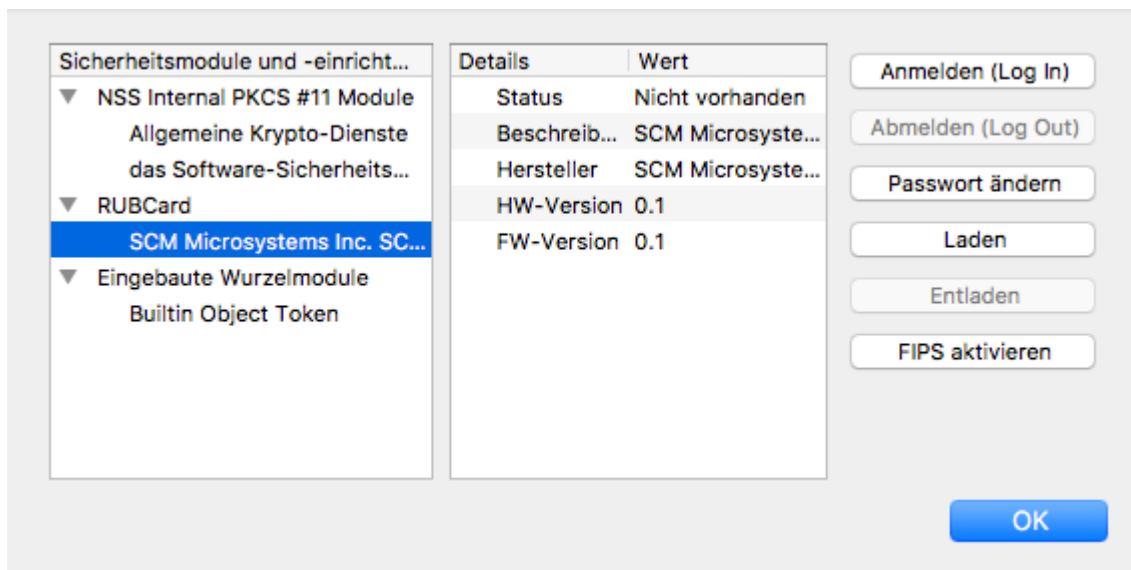 Sicherheitsmodule und -einricht...
NSS Internal PKCS #11 Module
Allgemeine Krypto-Dienste
das Software-Sicherheits...
RUBCard
SCM Microsystems Inc. SC...
Eingebaute Wurzelmodule
Builtin Object Token
Details Wert
Status Nicht vorhanden
Beschreib... SCM Microsyste...
Hersteller SCM Microsyste...
HW-Version 0.1
FW-Version 0.1
Anmelden (Log In)
Abmelden (Log Out)
Passwort ändern
Laden
Entladen
FIPS aktivieren
OK